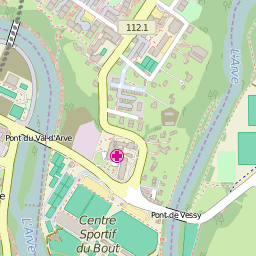 112.1
L'Arve
Pont du Val-d'Arve
Pont de Vessy
L'Arve
Centre
Sportif
du Bout